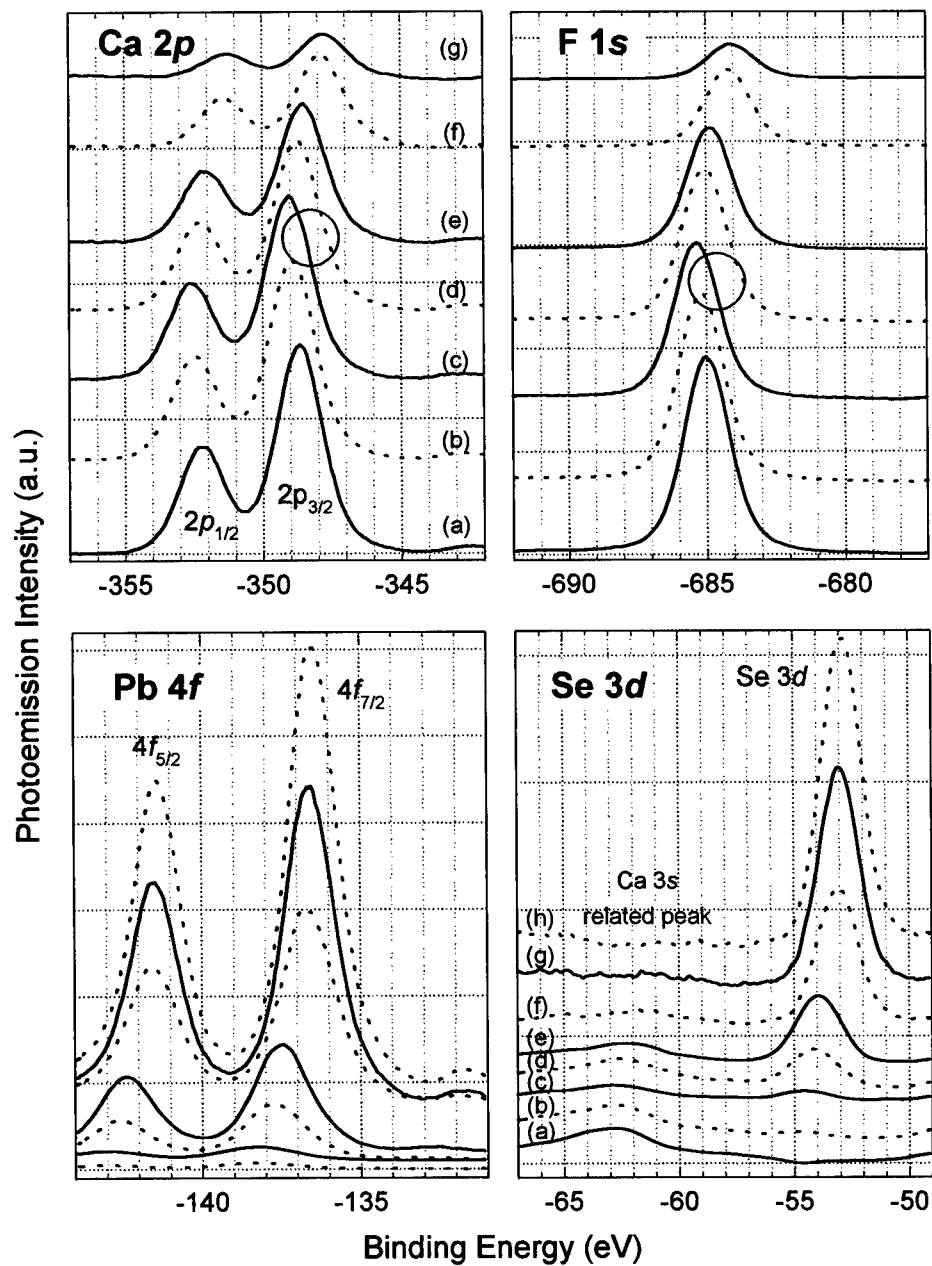 Photoemission Intensity (a.u.)
Ca 2p
(g)
(f)
(e)
(d)
(c)
(b)
(a)
2p1/2
2p3/2
-355
-350
-345
F 1s
-690
-685
-680
Pb 4f
4f7/2
4f5/2
-140
-135
Se 3d
Se 3d
Ca 3s
related peak
(h)
(g)
(f)
(e)
(d)
(c)
(b)
(a)
-65
-60
-55
-50
Binding Energy (eV)